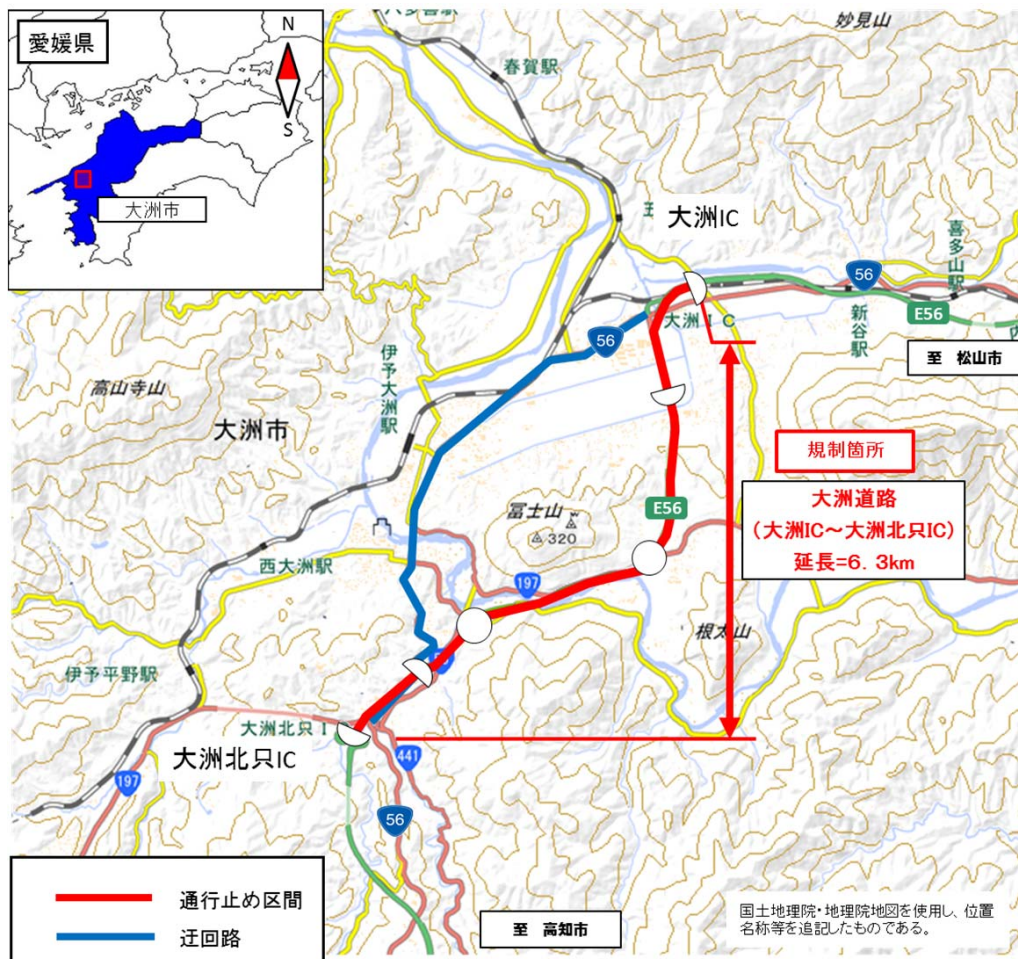 愛媛県
N
S
大洲市
八多喜駅
春賀駅
妙見山
大洲IC
喜多山駅
56
新谷駅
E56
至 松山市
大洲IC
56
伊予大洲駅
高山寺山
大洲市
規制箇所
大洲道路
(大洲IC~大洲北只IC)
延長=6.3km
冨士山
320
E56
西大洲駅
197
根太山
伊予平野駅
大洲北只I
大洲北只IC
197
441
56
通行止め区間
迂回路
至 高知市
国土地理院・地理院地図を使用し、位置
名称等を追記したものである。